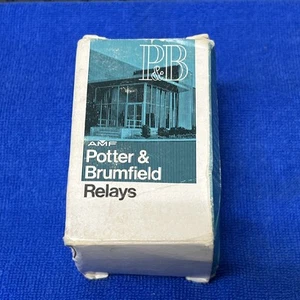 P&B
AMF
Potter &
Brumfield
Relays